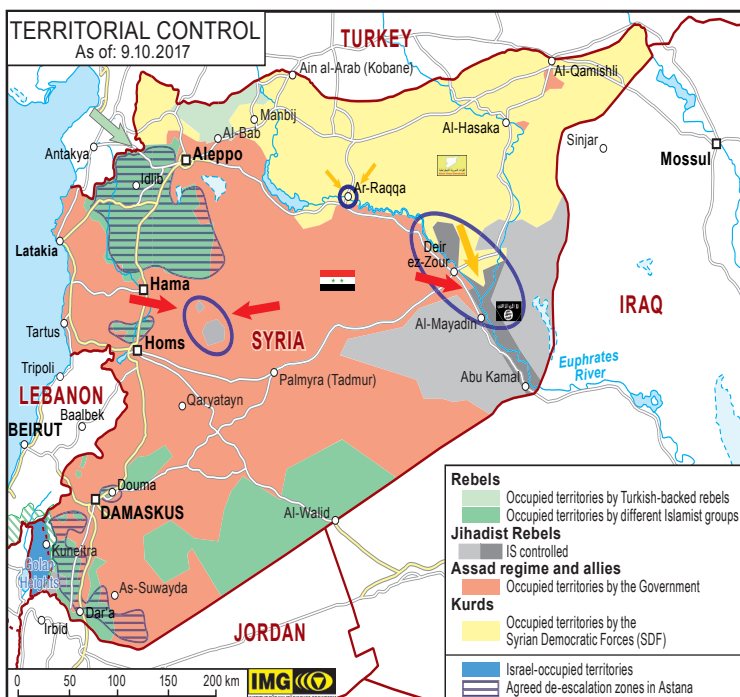 TERRITORIAL CONTROL
As of: 9.10.2017
TURKEY
Ain al-Arab (Kobane)
Al-Qamishli
Manbij
Al-Bab
Al-Hasaka
Sinjar
Mossul
Antakya
Aleppo
Idlib
Ar-Raqqa
Latakia
Deir
ez-Zour
Hama
IRAQ
Tartus
Al-Mayadin
Homs
SYRIA
Tripoli
Palmyra (Tadmur)
Euphrates
River
LEBANON
Abu Kamal
Qaryatayn
Baalbek
BEIRUT
Douma
DAMASKUS
Al-Walid
Kuneitra
Golan
Heights
As-Suwayda
Dar'a
Irbid
JORDAN
Rebels
Occupied territories by Turkish-backed rebels
Occupied territories by different Islamist groups
Jihadist Rebels
IS controlled
Assad regime and allies
Occupied territories by the Government
Kurds
Occupied territories by the
Syrian Democratic Forces (SDF)
Israel-occupied territories
Agreed de-escalation zones in Astana
0 50 100 150 200 km
IMG